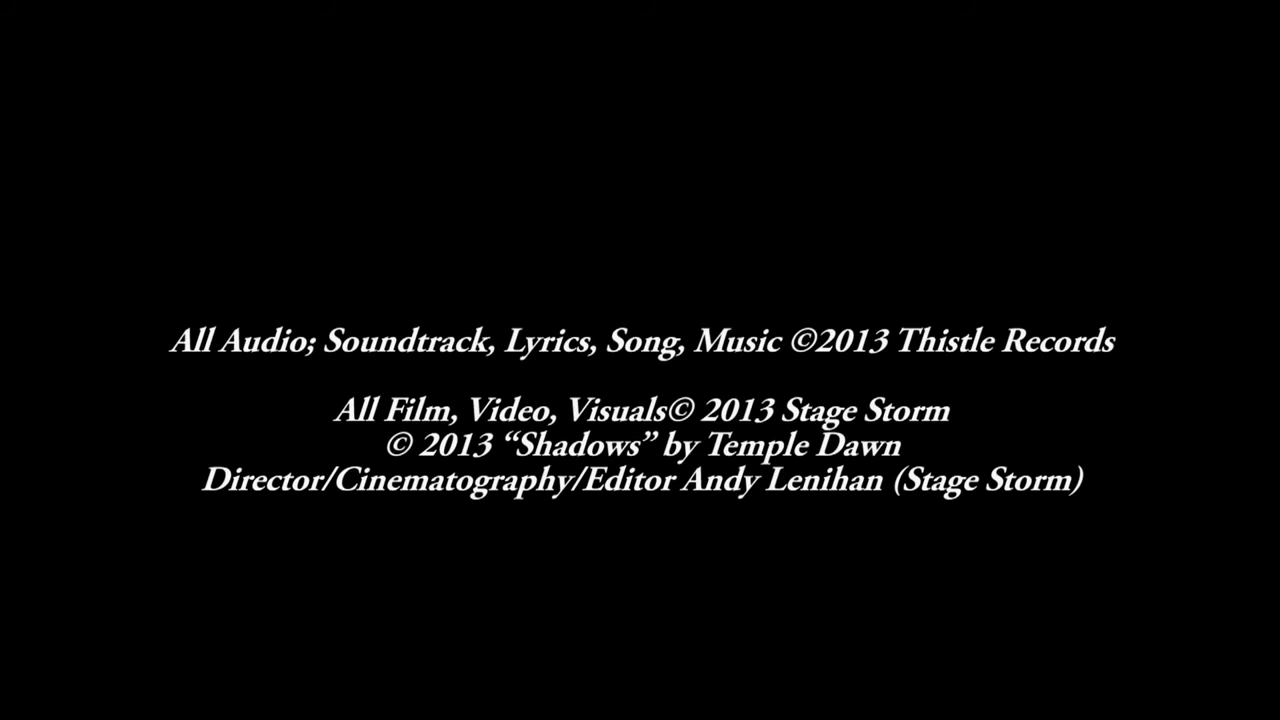 All Audio; Soundtrack, Lyrics, Song, Music ©2013 Thistle Records
All Film, Video, Visuals© 2013 Stage Storm
© 2013 “Shadows” by Temple Dawn
Director/Cinematography/Editor Andy Lenihan (Stage Storm)